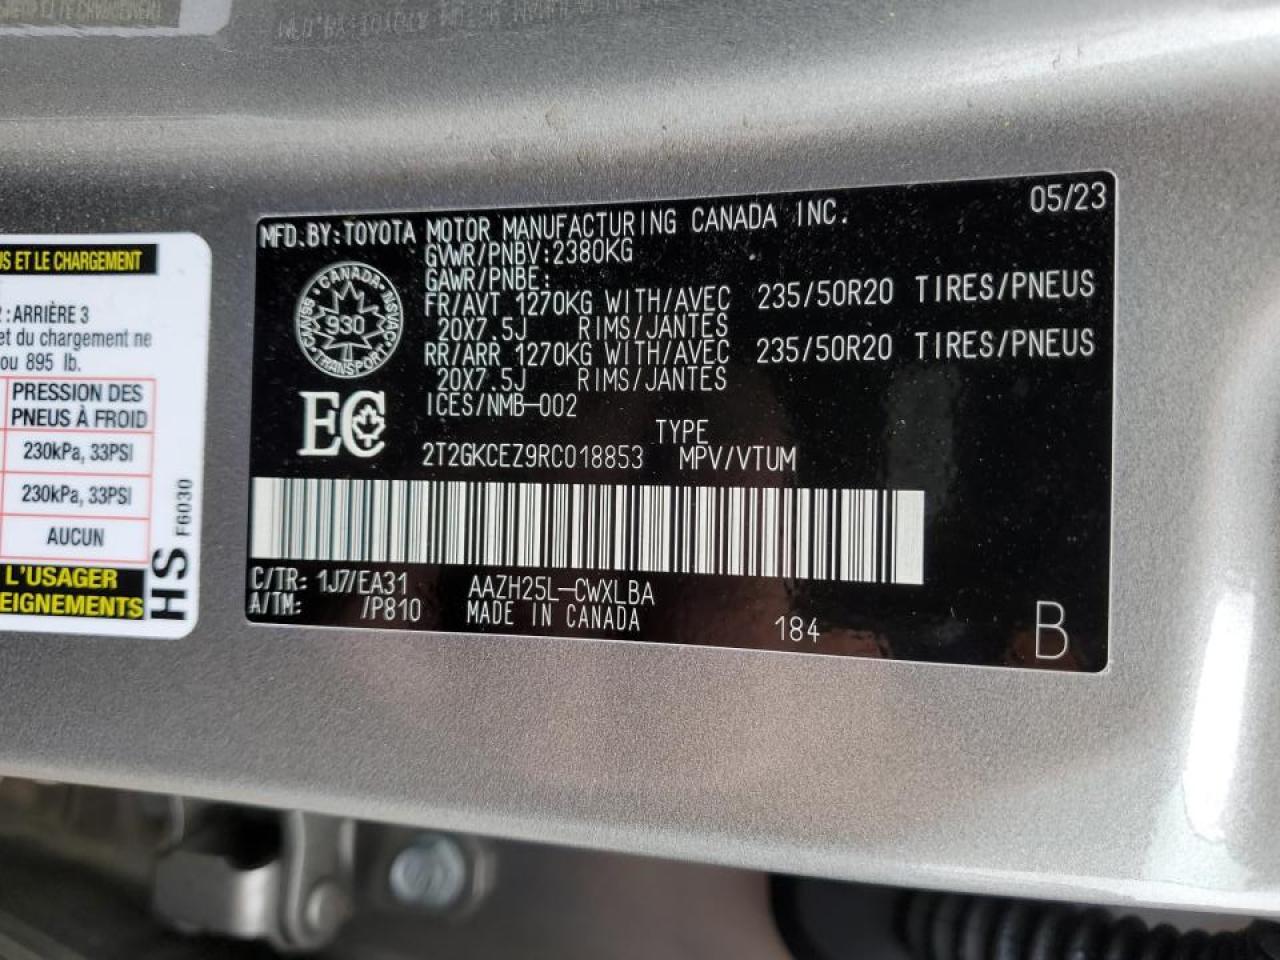 US ET LE CHARGEMENT
: ARRIÈRE 3
et du chargement ne
ou 895 lb.
PRESSION DES
PNEUS À FROID
230kPa, 33PSI
230kPa, 33PSI
AUCUN
L'USAGER
EIGNEMENTS
HS
F6030
05/23
MFD.BY:TOYOTA MOTOR MANUFACTURING CANADA INC.
GVWR/PNBV:2380KG
GAWR/PNBE:
FR/AVT 1270KG WITH/AVEC 235/50R20 TIRES/PNEUS
20X7.5J RIMS/JANTES
RR/ARR 1270KG WITH/AVEC 235/50R20 TIRES/PNEUS
20X7.5J RIMS/JANTES
ICES/NMB-002
CANADA
930
TRANSPORT
EC
TYPE
2T2GKCEZ9RC018853 MPV/VTUM
C/TR: 1J7/EA31 AAZH25L-CWXLBA
A/TM: /P810 MADE IN CANADA
184
B